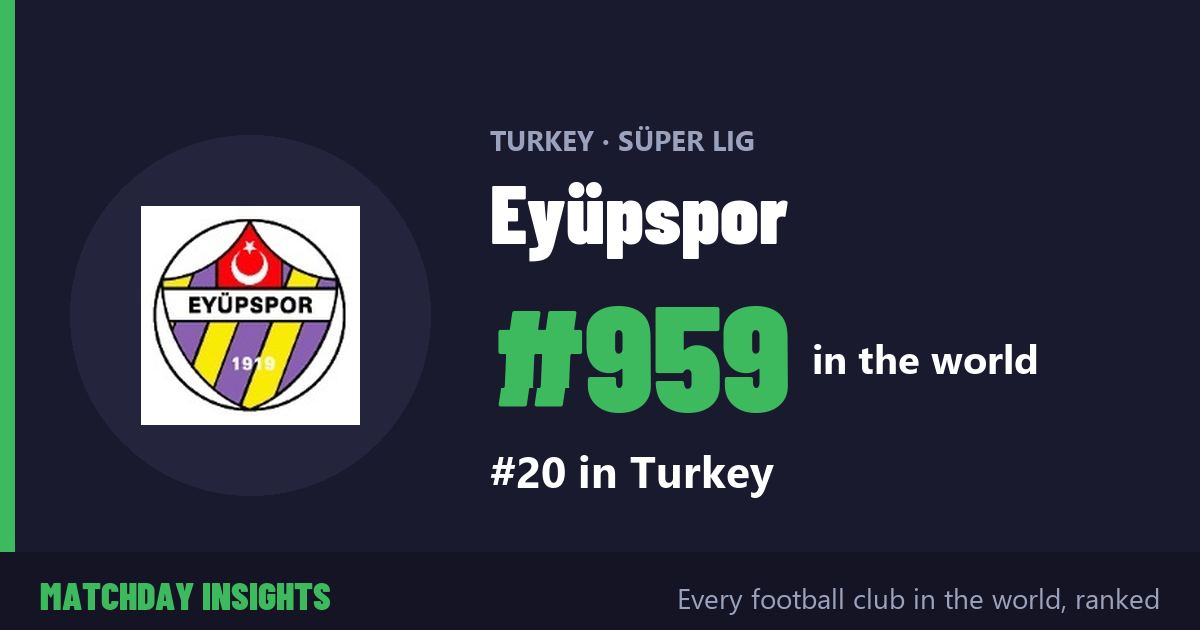 TURKEY · SÜPER LIG
Eyüpspor
EYÜPSPOR
1919
#959 in the world
#20 in Turkey
MATCHDAY INSIGHTS
Every football club in the world, ranked